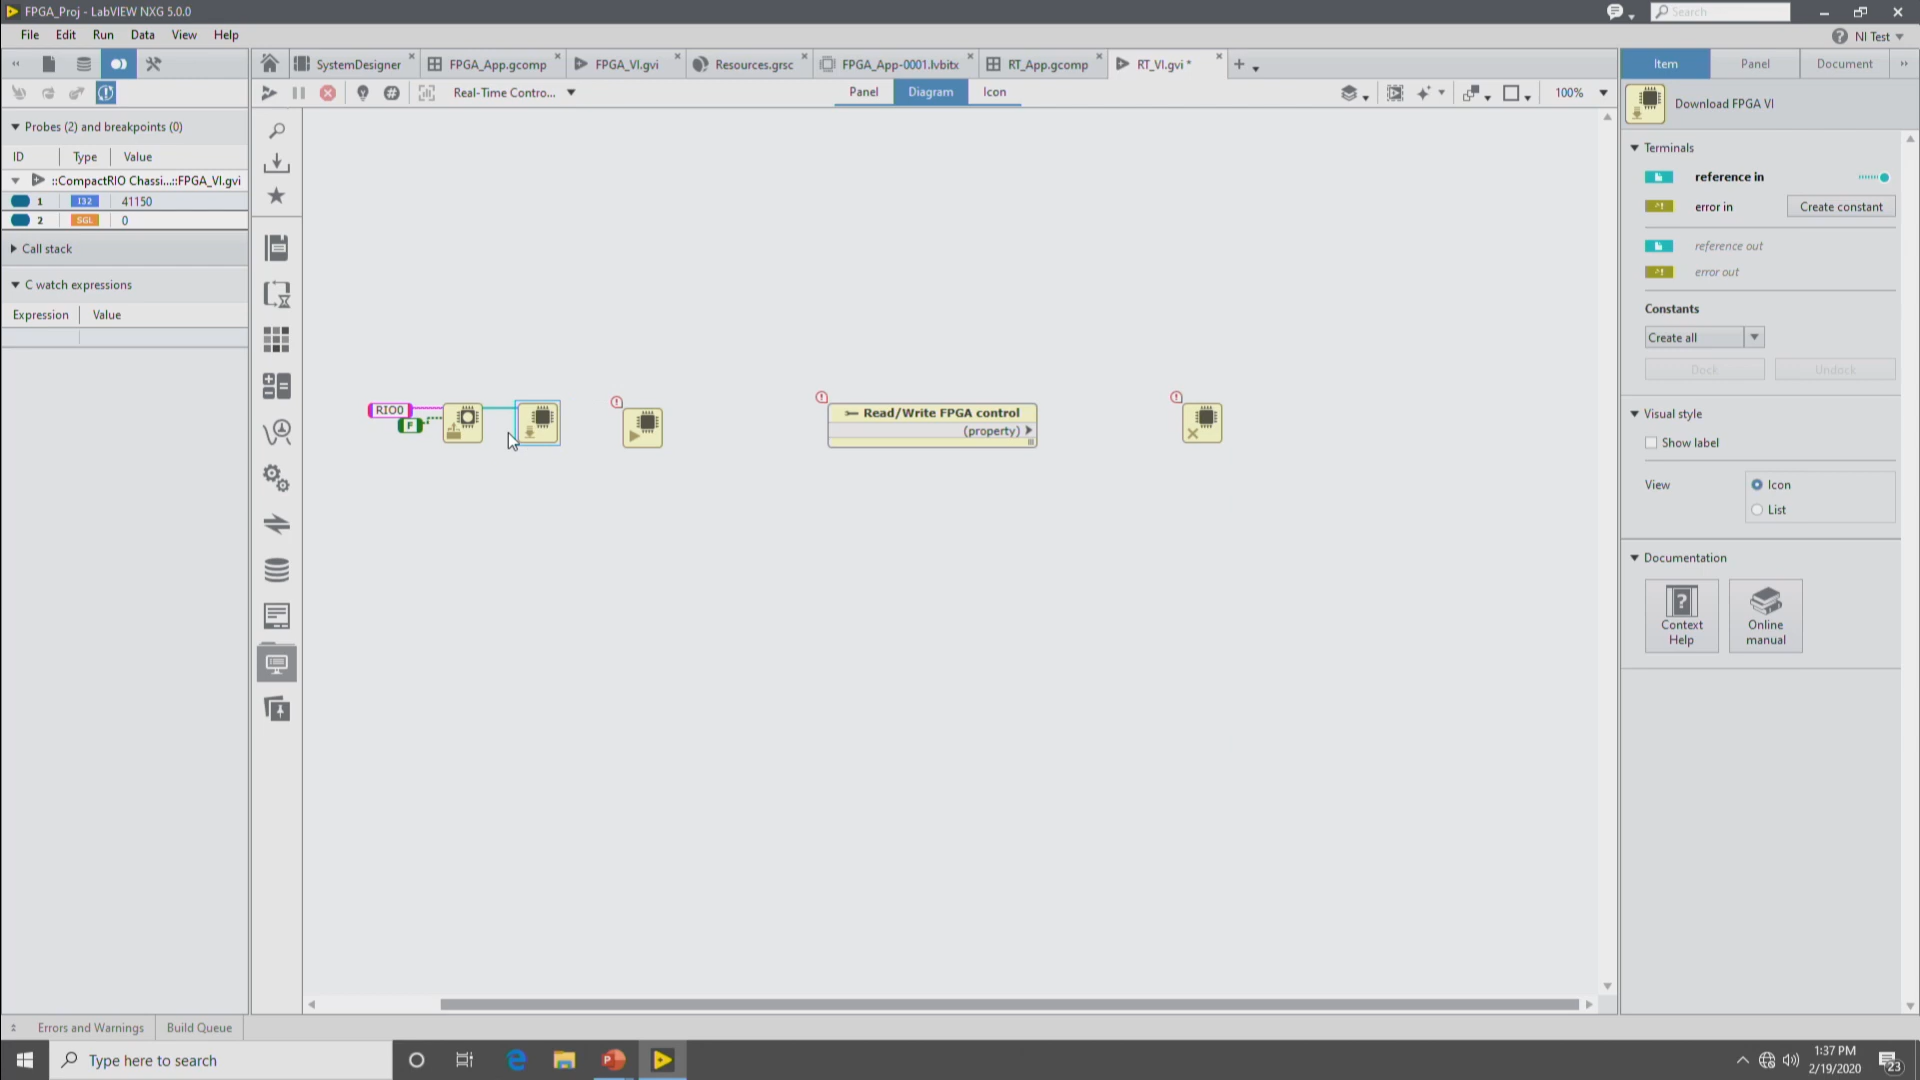 FPGA_Proj - LabVIEW NXG 5.0.0
Search
File Edit Run Data View Help
NI Test
SystemDesigner
FPGA_App.gcomp
FPGA_VI.gvi
Resources.grsc
FPGA_App-0001.lvbitx
RT_App.gcomp
RT_VI.gvi *
Real-Time Contro...
Panel Diagram Icon
100%
Item Panel Document
Download FPGA VI
Probes (2) and breakpoints (0)
ID Type Value
::CompactRIO Chassi...::FPGA_VI.gvi
1 I32 41150
2 SGL 0
Call stack
C watch expressions
Expression Value
RIO0
F
Read/Write FPGA control
(property)
Terminals
reference in
error in Create constant
reference out
error out
Constants
Create all
Dock Undock
Visual style
Show label
View Icon
List
Documentation
Context Help
Online manual
Errors and Warnings Build Queue
Type here to search
1:37 PM
2/19/2020
23